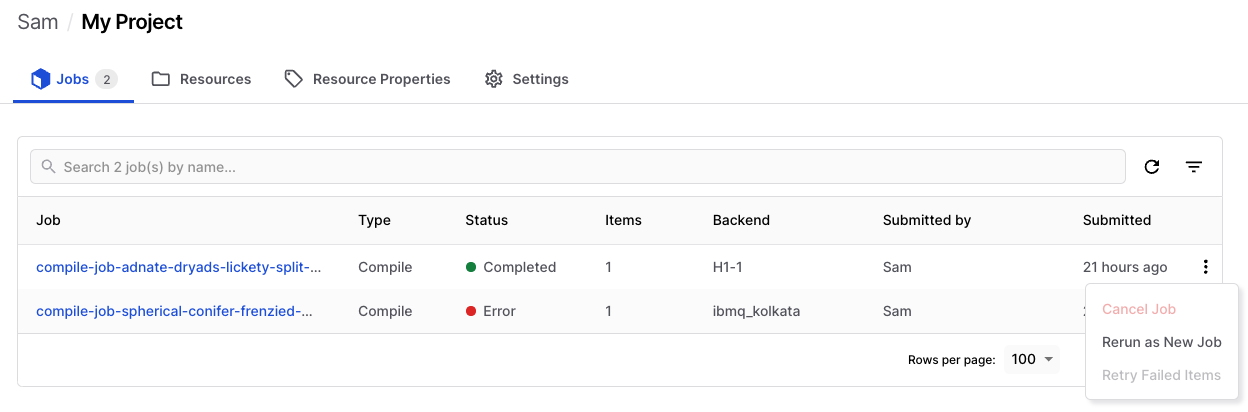 Sam / My Project
Jobs 2 Resources Resource Properties Settings
Search 2 job(s) by name...
Job Type Status Items Backend Submitted by Submitted
compile-job-adnate-dryads-lickety-split-... Compile Completed 1 H1-1 Sam 21 hours ago
compile-job-spherical-conifer-frenzied-... Compile Error 1 ibmq_kolkata Sam
Cancel Job
Rerun as New Job
Rows per page: 100
Retry Failed Items